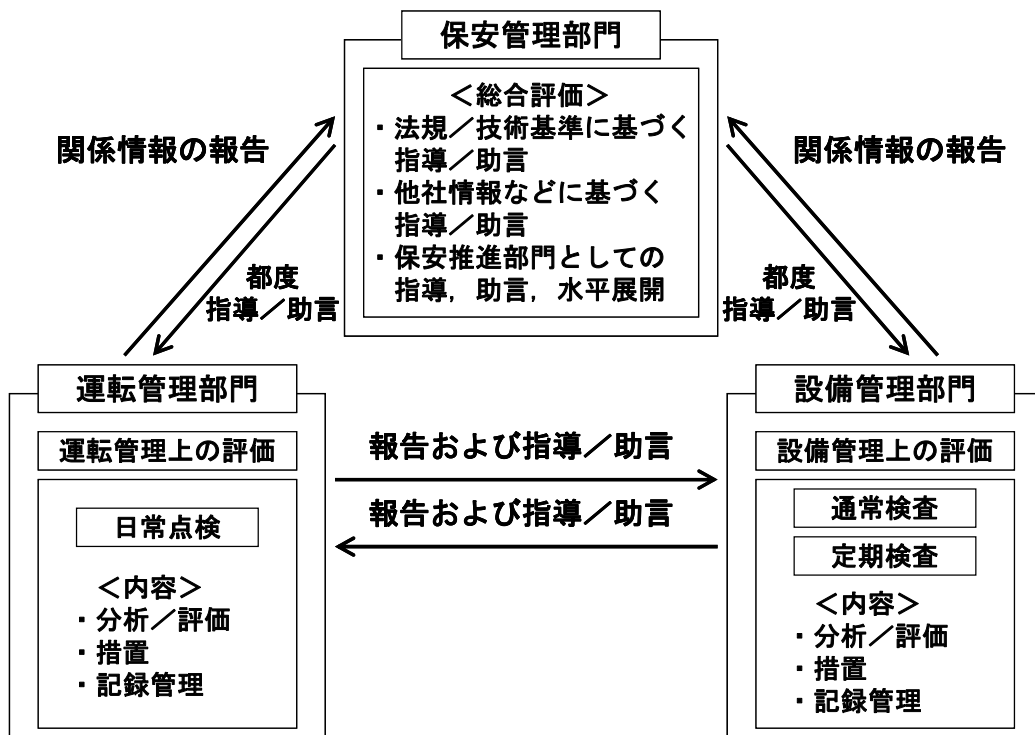 保安管理部門
＜総合評価＞
・法規／技術基準に基づく
指導／助言
・他社情報などに基づく
指導／助言
・保安推進部門としての
指導，助言，水平展開
関係情報の報告
関係情報の報告
都度
指導／助言
都度
指導／助言
運転管理部門
運転管理上の評価
日常点検
＜内容＞
・分析／評価
・措置
・記録管理
報告および指導／助言
報告および指導／助言
設備管理部門
設備管理上の評価
通常検査
定期検査
＜内容＞
・分析／評価
・措置
・記録管理